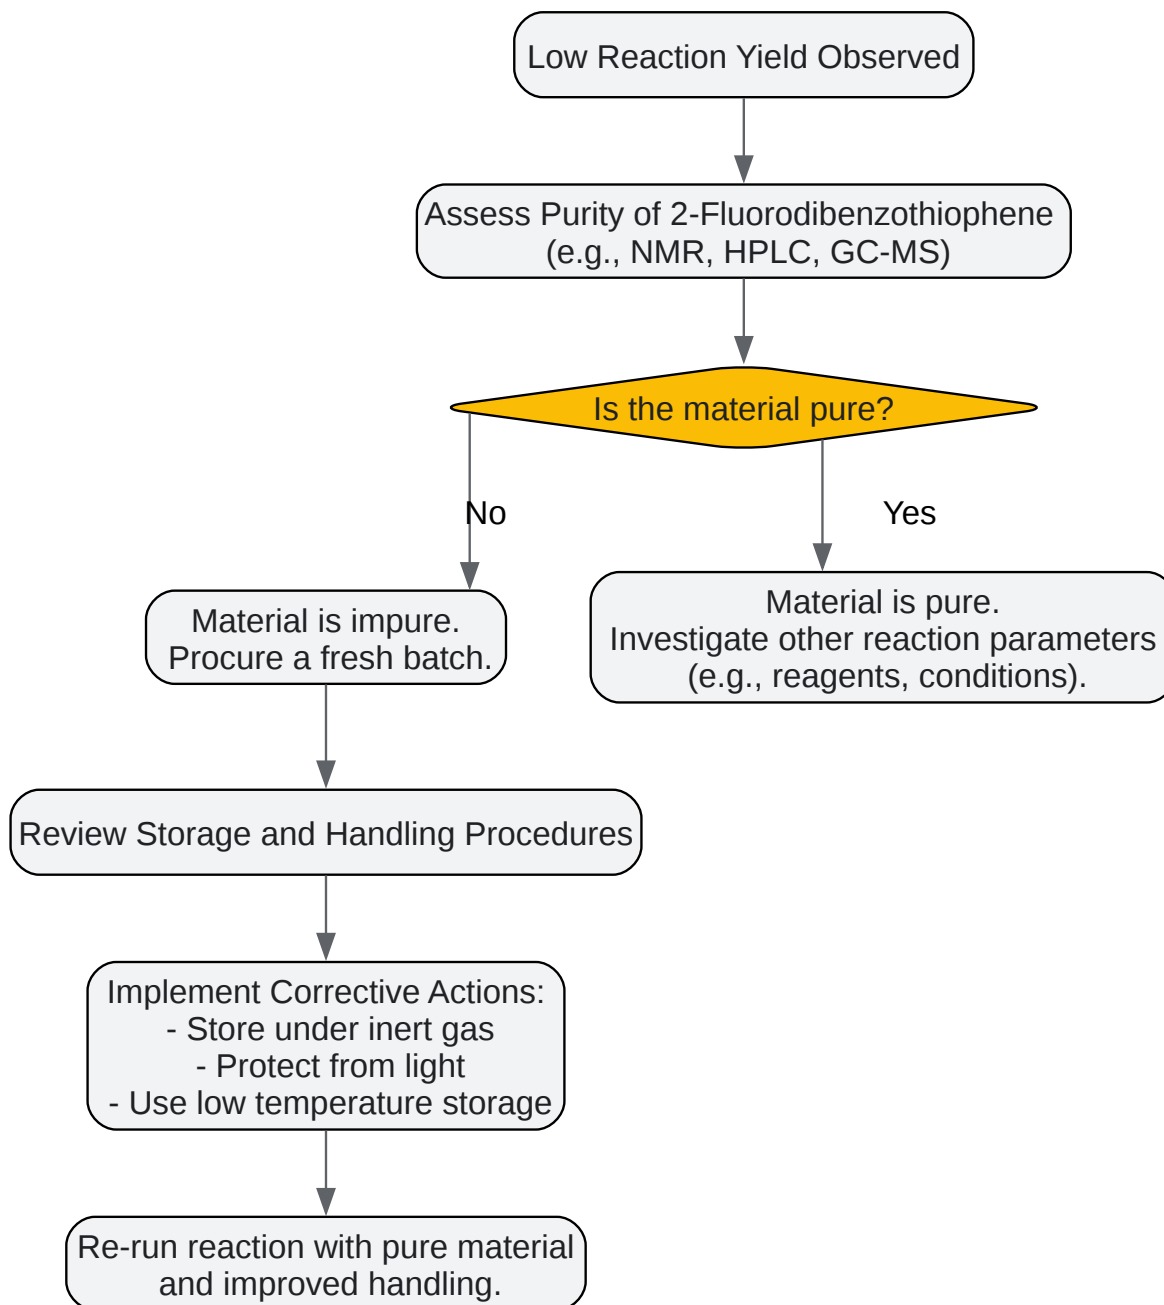 Low Reaction Yield Observed
Assess Purity of 2-Fluorodibenzothiophene
(e.g., NMR, HPLC, GC-MS)
Is the material pure?
No
Yes
Material is impure.
Procure a fresh batch.
Material is pure.
Investigate other reaction parameters
(e.g., reagents, conditions).
Review Storage and Handling Procedures
Implement Corrective Actions:
- Store under inert gas
- Protect from light
- Use low temperature storage
Re-run reaction with pure material
and improved handling.